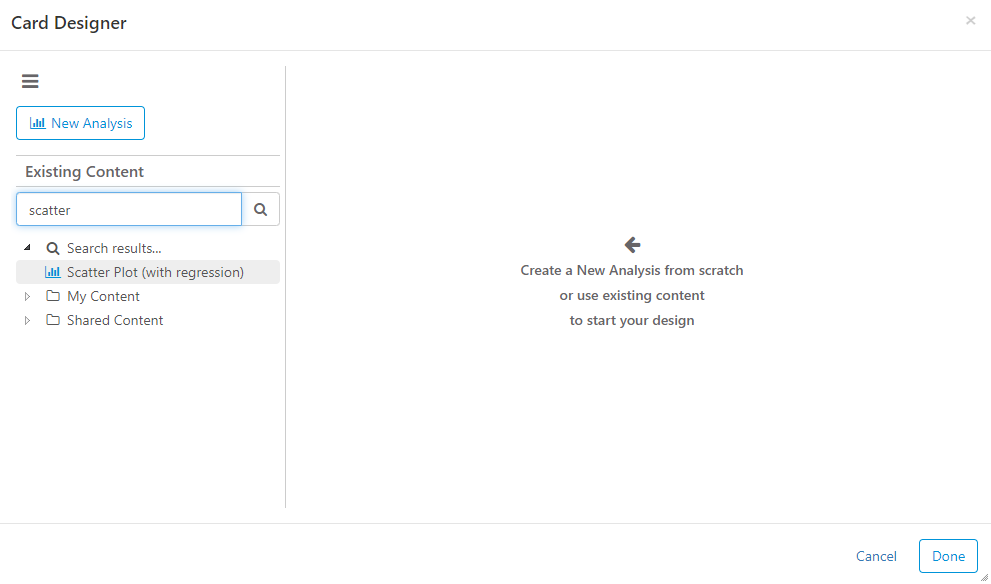 Card Designer
New Analysis
Existing Content
scatter
Search results...
Scatter Plot (with regression)
My Content
Shared Content
Create a New Analysis from scratch
or use existing content
to start your design
Cancel
Done